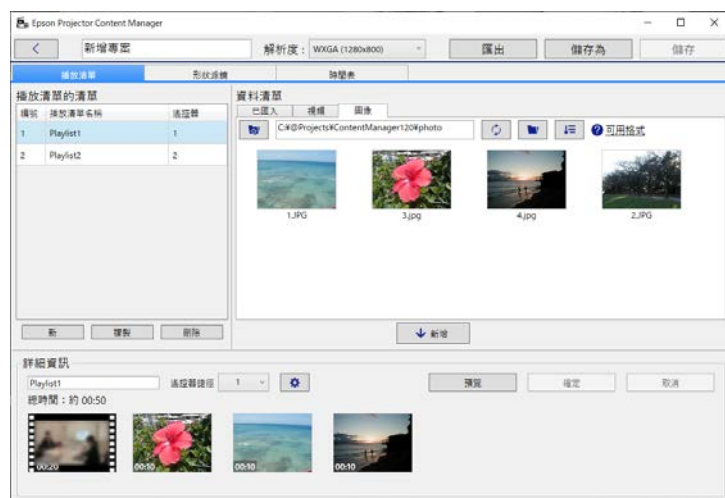 Epson Projector Content Manager
新增專案
解析度： WXGA (1280x800)
匯出
儲存為
儲存
播放清單
形狀濾鏡
時間表
播放清單的清單
編號 播放清單名稱 遙控器
1 Playlist1 1
2 Playlist2 2
新
複製
刪除
資料清單
已匯入
視頻
圖像
C:¥@Projects¥ContentManager120¥photo
可用格式
1.JPG
3.jpg
4.jpg
2.JPG
新增
詳細資訊
Playlist1
遙控器捷徑
1
預覽
確定
取消
總時間：約 00:50
00:20
00:10
00:10
00:10